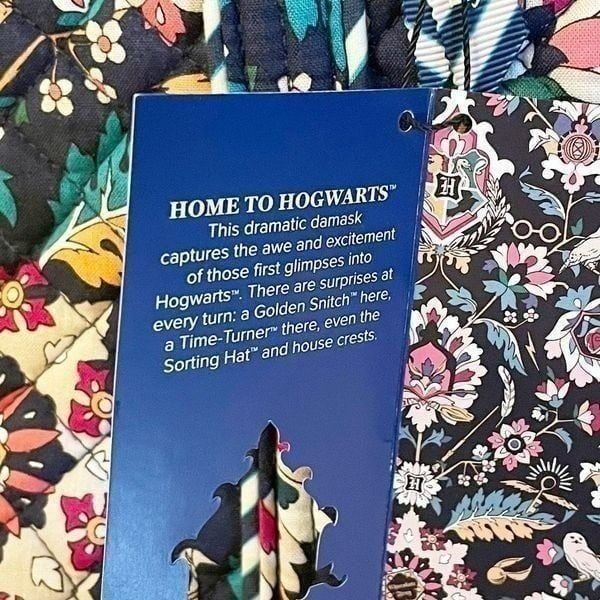 HOME TO HOGWARTS™
This dramatic damask
captures the awe and excitement
of those first glimpses into
Hogwarts™. There are surprises at
every turn: a Golden Snitch™ here,
a Time-Turner™ there, even the
Sorting Hat™ and house crests.
H
H